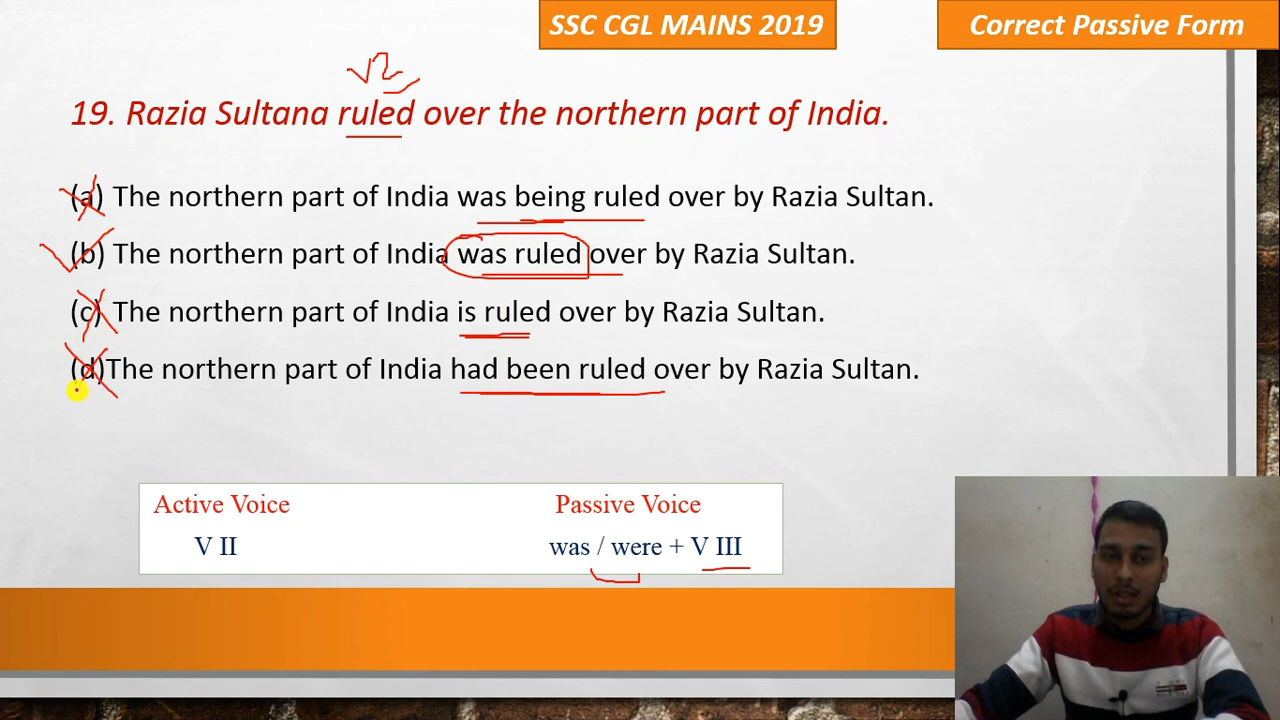 SSC CGL MAINS 2019
Correct Passive Form
V2
19. Razia Sultana ruled over the northern part of India.
(a) The northern part of India was being ruled over by Razia Sultan.
(b) The northern part of India was ruled over by Razia Sultan.
(c) The northern part of India is ruled over by Razia Sultan.
(d)The northern part of India had been ruled over by Razia Sultan.
Active Voice Passive Voice
V II was / were + V III